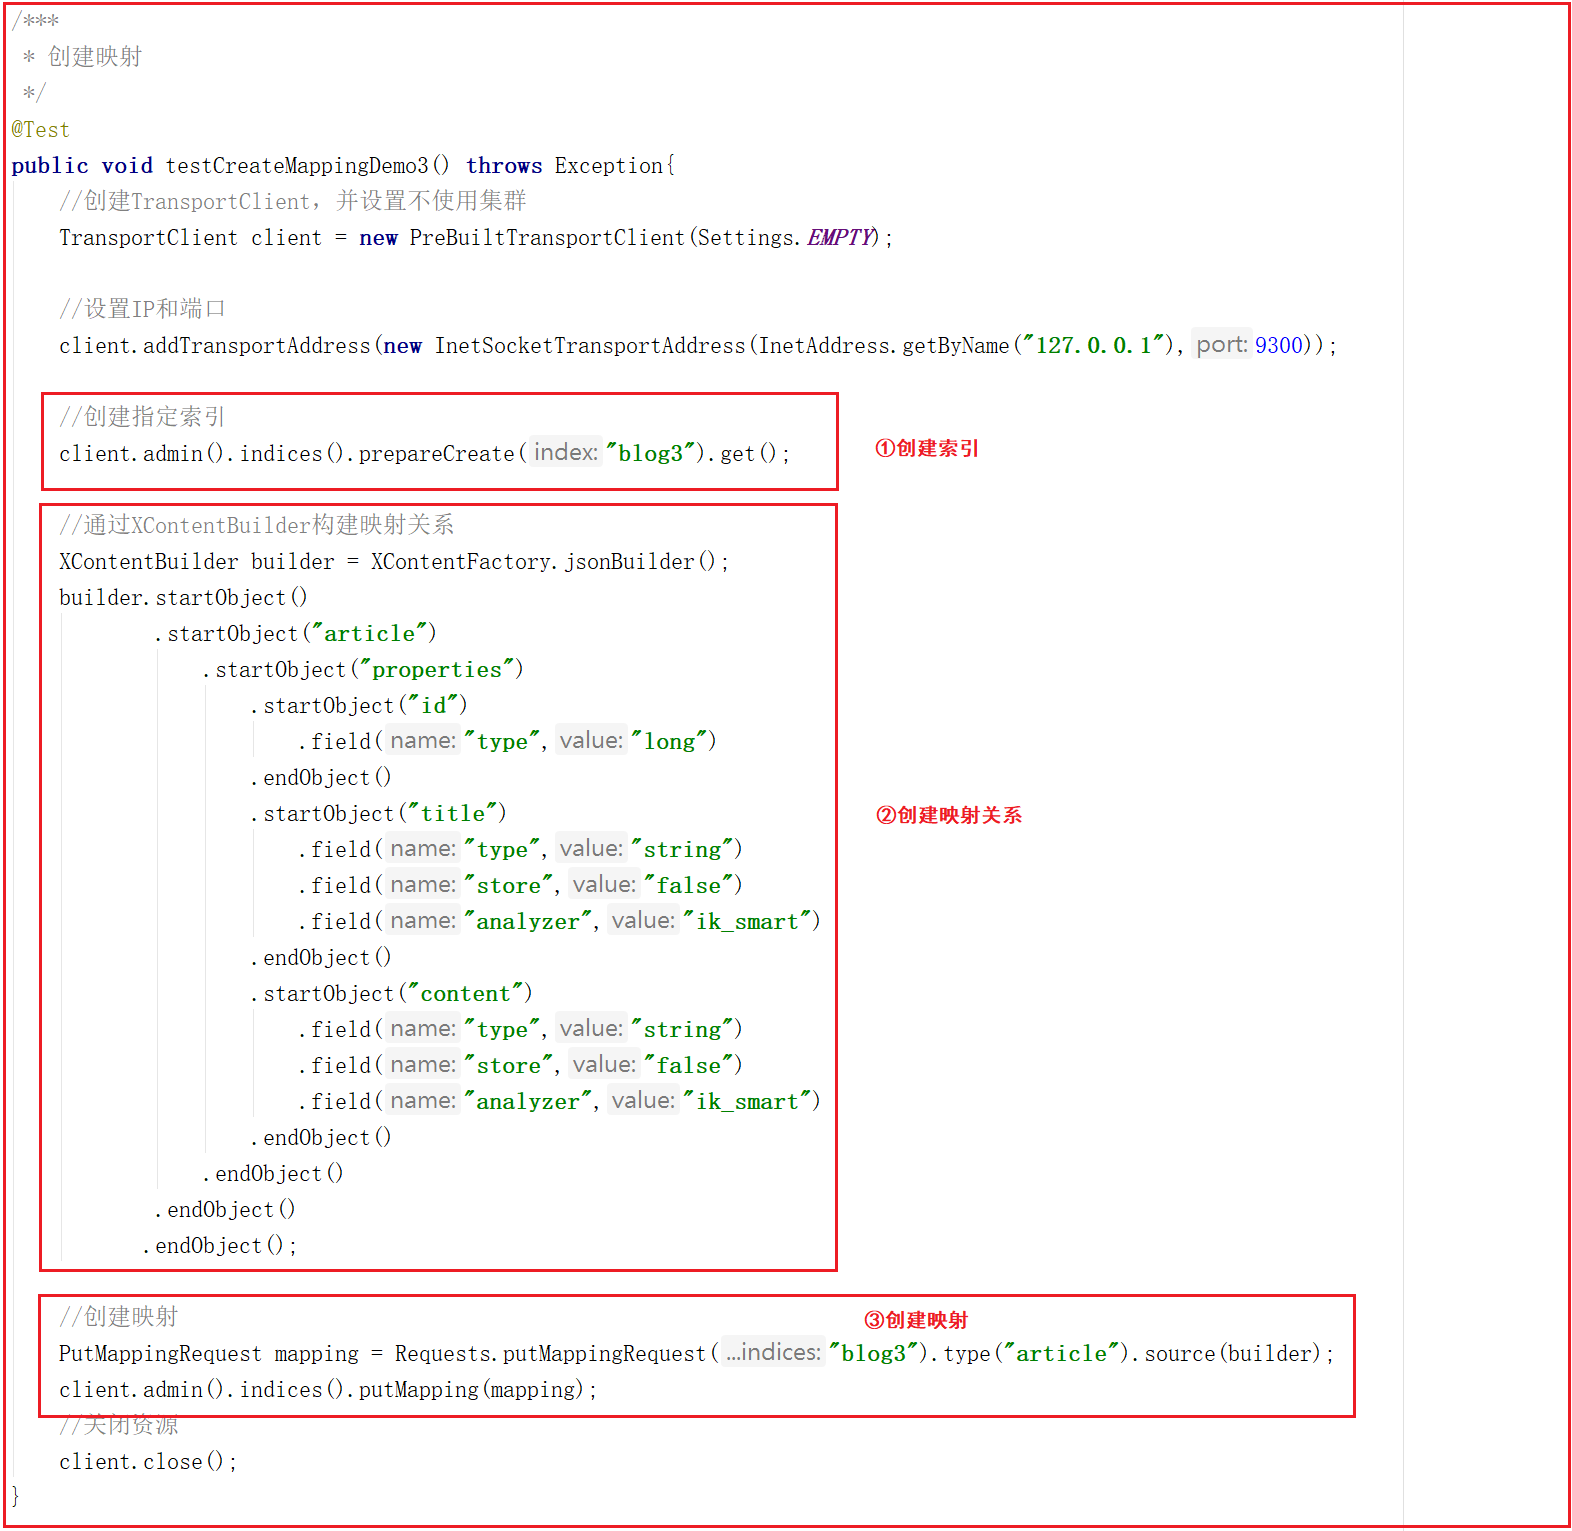 /***
 * 创建映射
 */
@Test
public void testCreateMappingDemo3() throws Exception{
    //创建TransportClient，并设置不使用集群
    TransportClient client = new PreBuiltTransportClient(Settings.EMPTY);

    //设置IP和端口
    client.addTransportAddress(new InetSocketTransportAddress(InetAddress.getByName("127.0.0.1"), port: 9300));

    //创建指定索引
    client.admin().indices().prepareCreate( index: "blog3").get();
①创建索引

    //通过XContentBuilder构建映射关系
    XContentBuilder builder = XContentFactory.jsonBuilder();
    builder.startObject()
            .startObject("article")
                .startObject("properties")
                    .startObject("id")
                        .field( name: "type", value: "long")
                    .endObject()
                    .startObject("title")
②创建映射关系
                        .field( name: "type", value: "string")
                        .field( name: "store", value: "false")
                        .field( name: "analyzer", value: "ik_smart")
                    .endObject()
                    .startObject("content")
                        .field( name: "type", value: "string")
                        .field( name: "store", value: "false")
                        .field( name: "analyzer", value: "ik_smart")
                    .endObject()
                .endObject()
            .endObject()
           .endObject();

    //创建映射
③创建映射
    PutMappingRequest mapping = Requests.putMappingRequest( ...indices: "blog3").type("article").source(builder);
    client.admin().indices().putMapping(mapping);
    //关闭资源
    client.close();
}